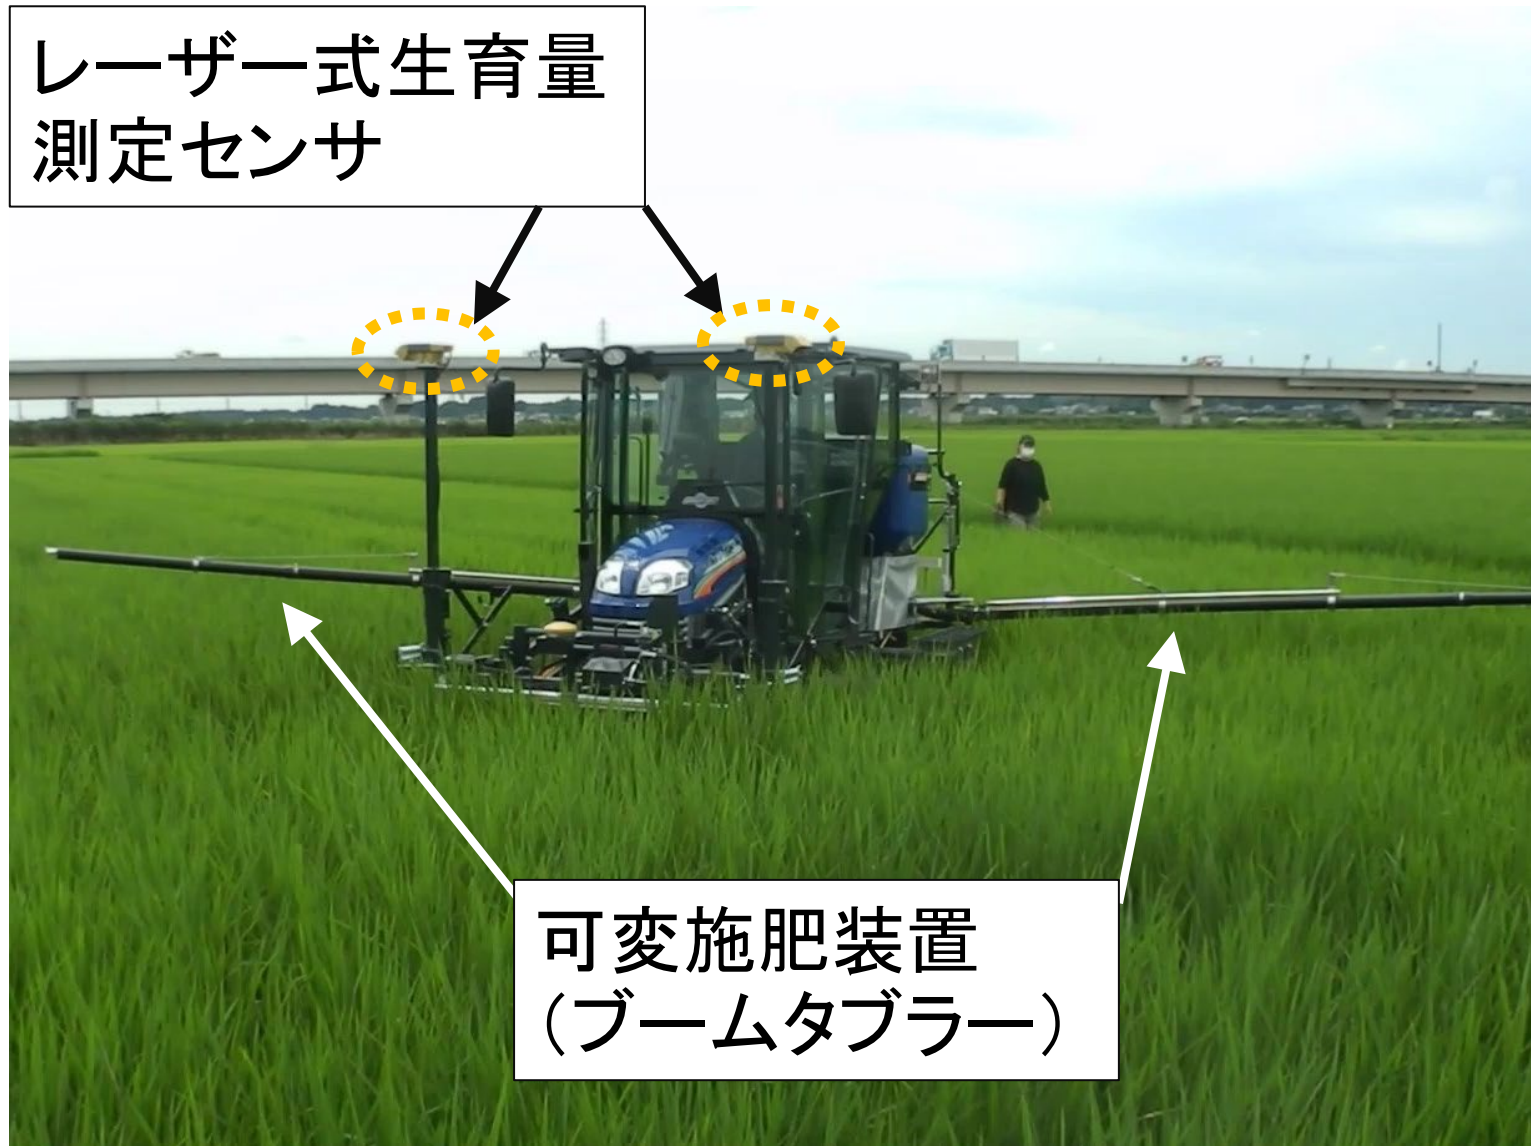 レーザー式生育量
測定センサ
可変施肥装置
（ブームタブラー）